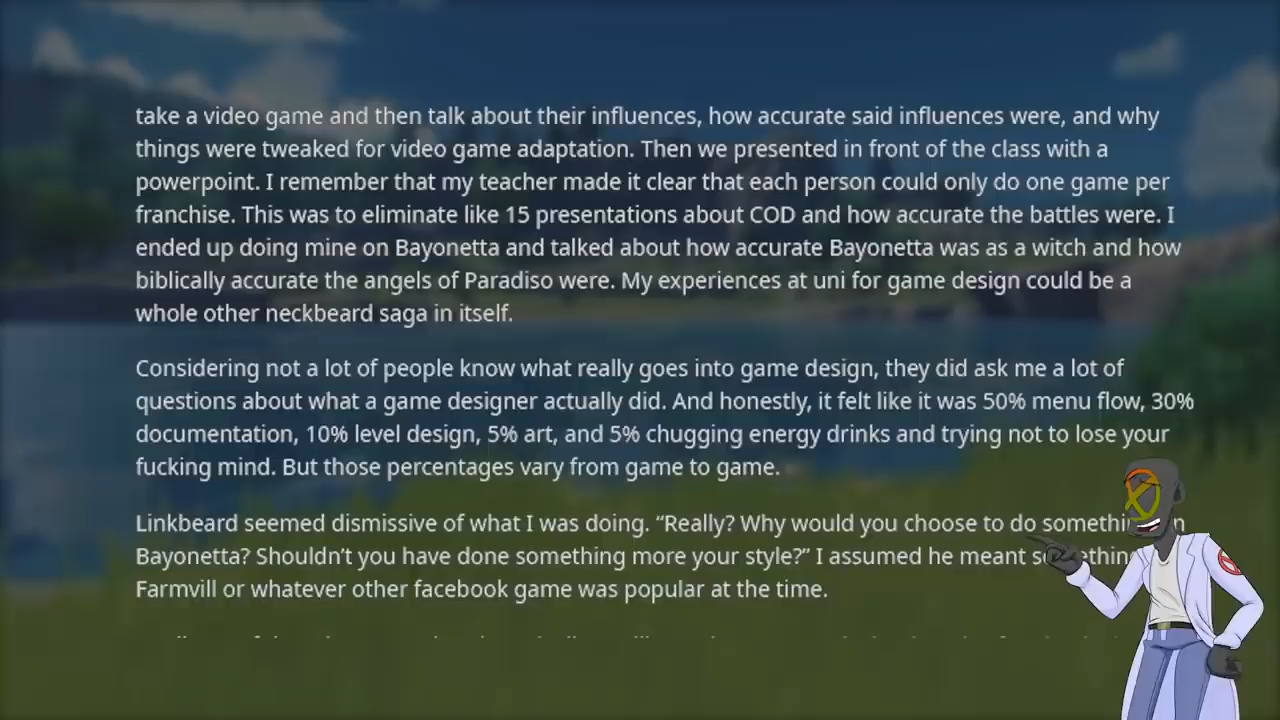 take a video game and then talk about their influences, how accurate said influences were, and why
things were tweaked for video game adaptation. Then we presented in front of the class with a
powerpoint. I remember that my teacher made it clear that each person could only do one game per
franchise. This was to eliminate like 15 presentations about COD and how accurate the battles were. I
ended up doing mine on Bayonetta and talked about how accurate Bayonetta was as a witch and how
biblically accurate the angels of Paradiso were. My experiences at uni for game design could be a
whole other neckbeard saga in itself.
Considering not a lot of people know what really goes into game design, they did ask me a lot of
questions about what a game designer actually did. And honestly, it felt like it was 50% menu flow, 30%
documentation, 10% level design, 5% art, and 5% chugging energy drinks and trying not to lose your
fucking mind. But those percentages vary from game to game.
Linkbeard seemed dismissive of what I was doing. “Really? Why would you choose to do
Bayonetta? Shouldn’t you have done something more your style?” I assumed he meant
Farmvill or whatever other facebook game was popular at the time.